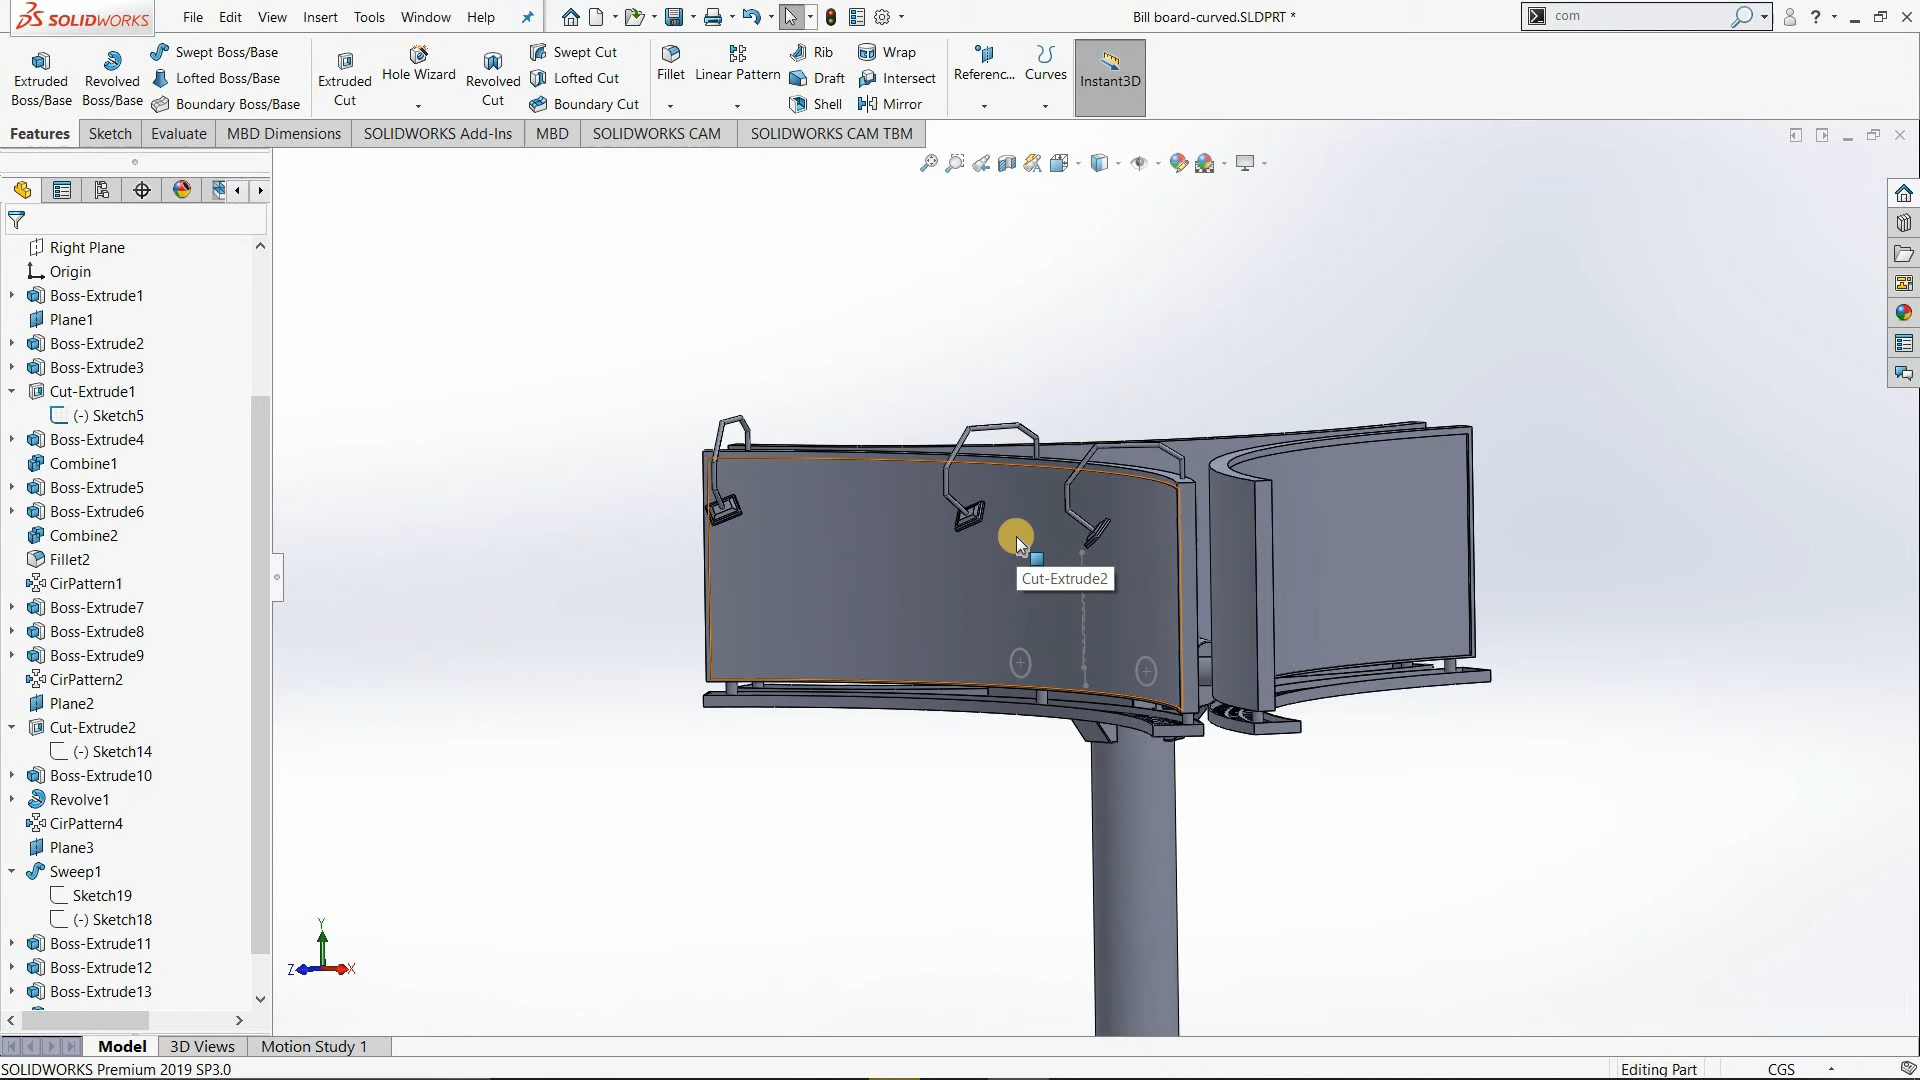 SOLIDWORKS File Edit View Insert Tools Window Help Bill board-curved.SLDPRT * com ?
Extruded Boss/Base
Revolved Boss/Base
Swept Boss/Base
Lofted Boss/Base
Boundary Boss/Base
Extruded Cut
Hole Wizard
Revolved Cut
Swept Cut
Lofted Cut
Boundary Cut
Fillet
Linear Pattern
Rib
Draft
Shell
Wrap
Intersect
Mirror
Referenc...
Curves
Instant3D
Features Sketch Evaluate MBD Dimensions SOLIDWORKS Add-Ins MBD SOLIDWORKS CAM SOLIDWORKS CAM TBM
Right Plane
Origin
Boss-Extrude1
Plane1
Boss-Extrude2
Boss-Extrude3
Cut-Extrude1
(-) Sketch5
Boss-Extrude4
Combine1
Boss-Extrude5
Boss-Extrude6
Combine2
Fillet2
CirPattern1
Boss-Extrude7
Boss-Extrude8
Boss-Extrude9
CirPattern2
Plane2
Cut-Extrude2
(-) Sketch14
Boss-Extrude10
Revolve1
CirPattern4
Plane3
Sweep1
Sketch19
(-) Sketch18
Boss-Extrude11
Boss-Extrude12
Boss-Extrude13
Cut-Extrude2
Y
Z X
Model 3D Views Motion Study 1
SOLIDWORKS Premium 2019 SP3.0 Editing Part CGS